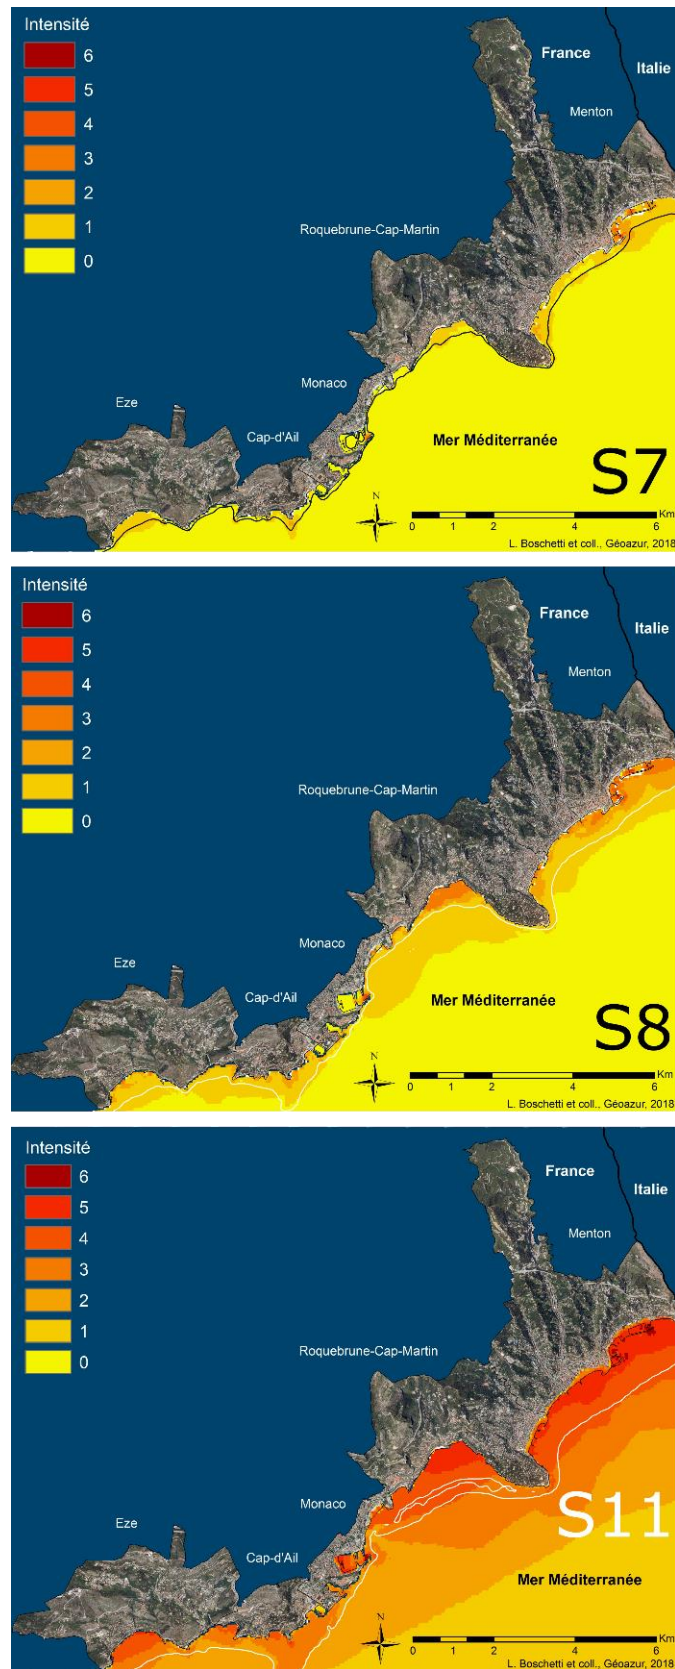 Intensité
6
5
4
3
2
1
0
France
Italie
Menton
Roquebrune-Cap-Martin
Monaco
Eze
Cap-d'Ail
Mer Méditerranée
S7
N
Km
0 1 2 4 6
L. Boschetti et coll., Géoazur, 2018
Intensité
6
5
4
3
2
1
0
France
Italie
Menton
Roquebrune-Cap-Martin
Monaco
Eze
Cap-d'Ail
Mer Méditerranée
S8
N
Km
0 1 2 4 6
L. Boschetti et coll., Géoazur, 2018
Intensité
6
5
4
3
2
1
0
France
Italie
Menton
Roquebrune-Cap-Martin
Monaco
Eze
Cap-d'Ail
S11
Mer Méditerranée
N
Km
0 1 2 4 6
L. Boschetti et coll., Géoazur, 2018